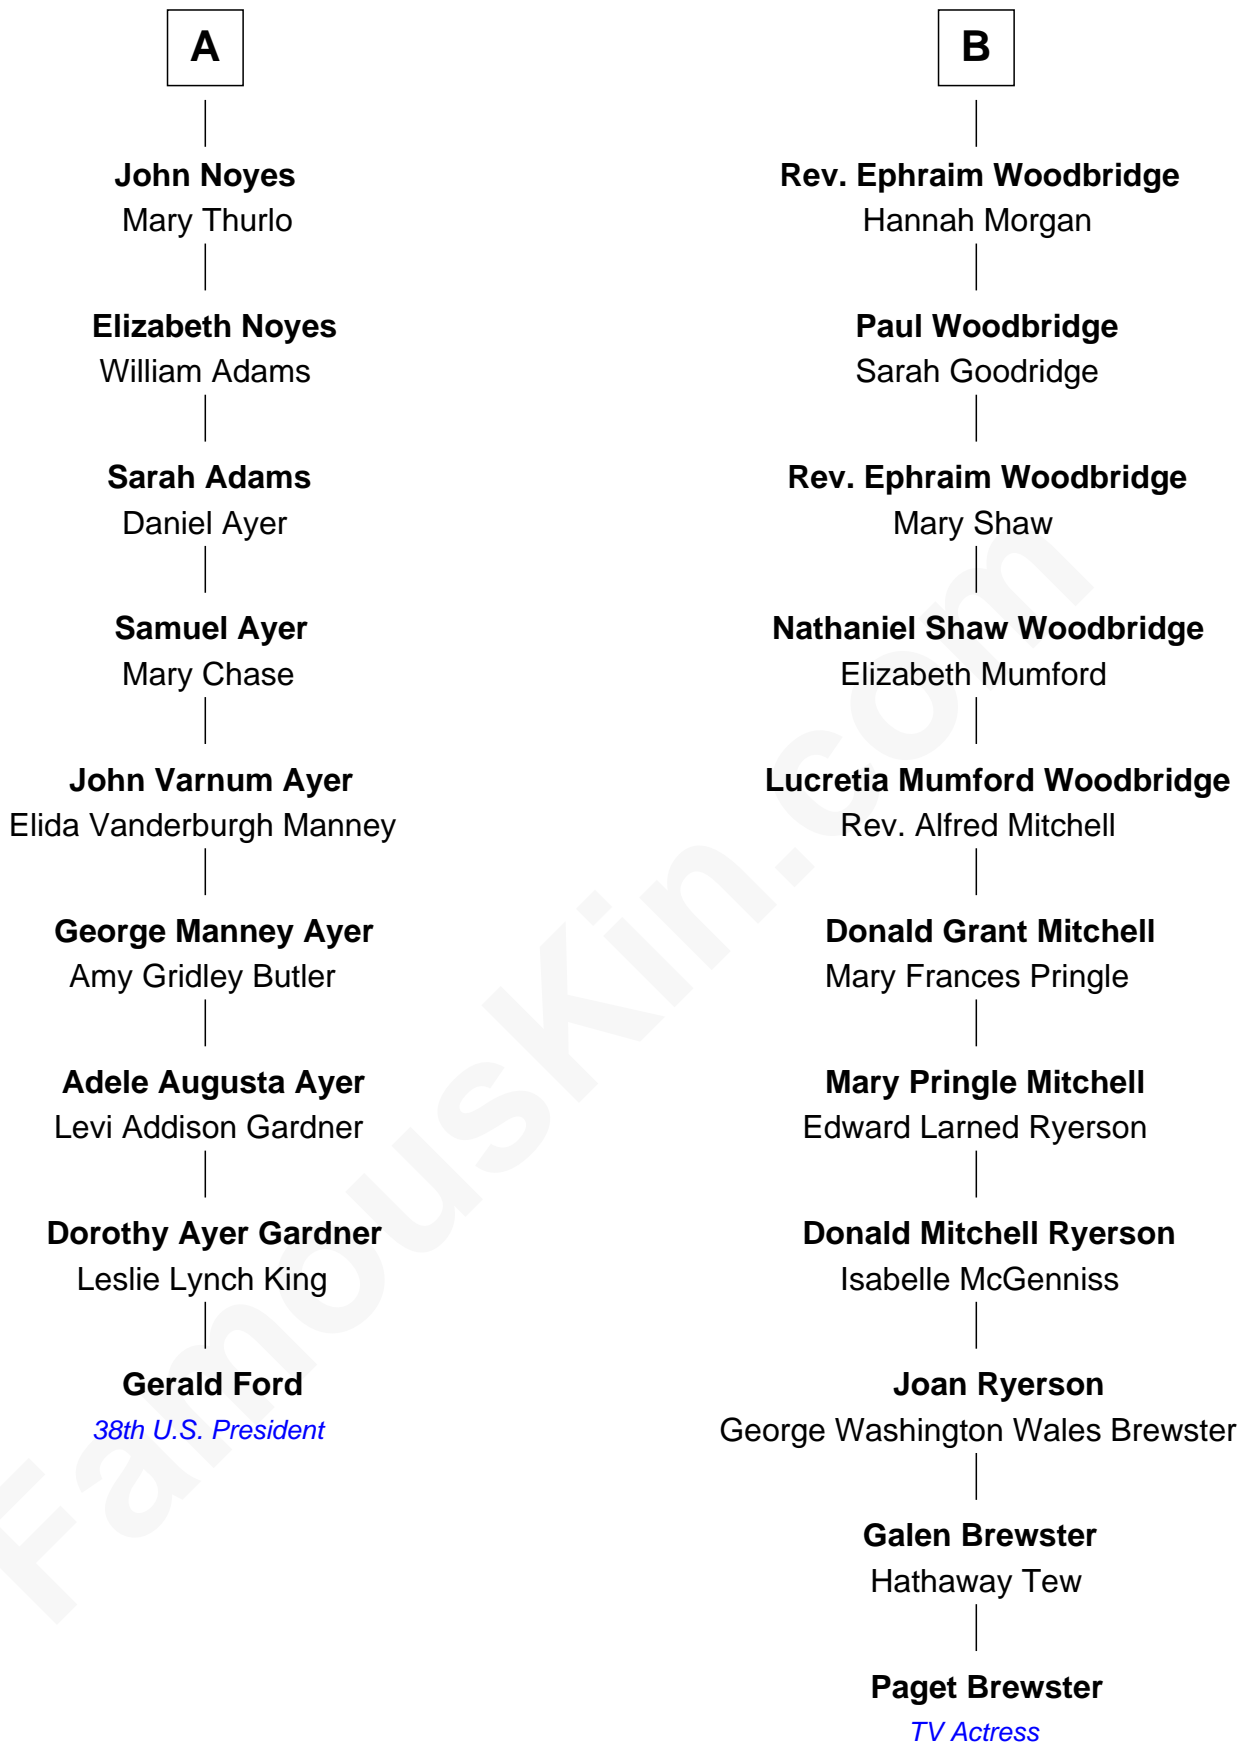 A
John Noyes
Mary Thurlo
Elizabeth Noyes
William Adams
Sarah Adams
Daniel Ayer
Samuel Ayer
Mary Chase
John Varnum Ayer
Elida Vanderburgh Manney
George Manney Ayer
Amy Gridley Butler
Adele Augusta Ayer
Levi Addison Gardner
Dorothy Ayer Gardner
Leslie Lynch King
Gerald Ford
38th U.S. President
B
Rev. Ephraim Woodbridge
Hannah Morgan
Paul Woodbridge
Sarah Goodridge
Rev. Ephraim Woodbridge
Mary Shaw
Nathaniel Shaw Woodbridge
Elizabeth Mumford
Lucretia Mumford Woodbridge
Rev. Alfred Mitchell
Donald Grant Mitchell
Mary Frances Pringle
Mary Pringle Mitchell
Edward Larned Ryerson
Donald Mitchell Ryerson
Isabelle McGenniss
Joan Ryerson
George Washington Wales Brewster
Galen Brewster
Hathaway Tew
Paget Brewster
TV Actress
FamousKin.com